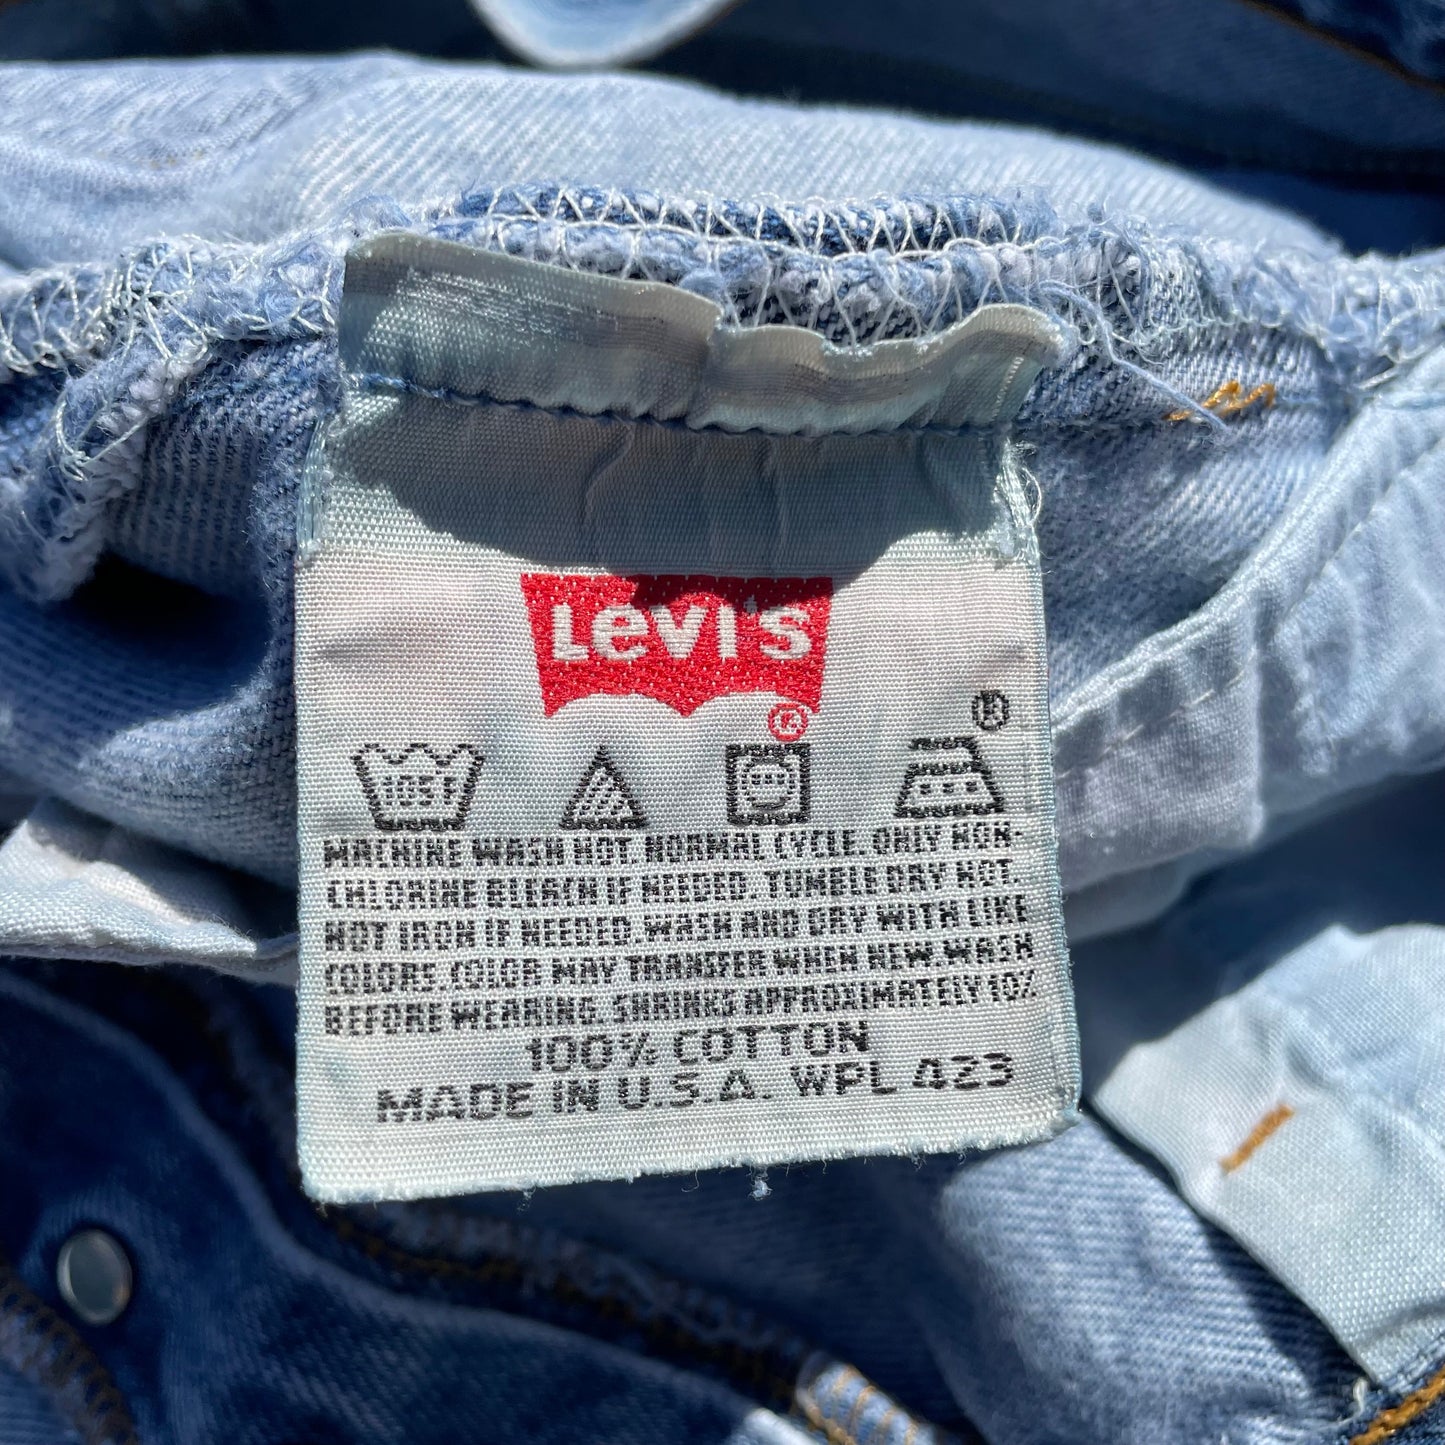 Levi's
®
®
105F
MACHINE WASH HOT. NORMAL CYCLE. ONLY NON-
CHLORINE BLEACH IF NEEDED. TUMBLE DRY HOT.
HOT IRON IF NEEDED. WASH AND DRY WITH LIKE
COLORS. COLOR MAY TRANSFER WHEN NEW. WASH
BEFORE WEARING. SHRINKS APPROXIMATELY 10%
100% COTTON
MADE IN U.S.A. WPL 423